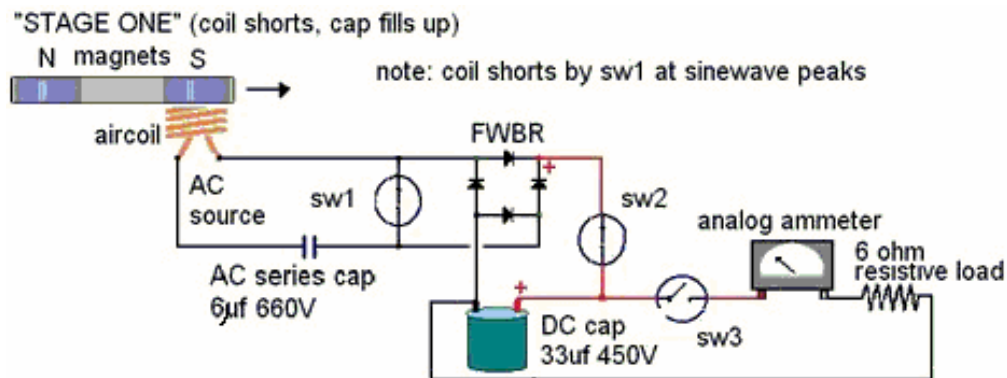 "STAGE ONE" (coil shorts, cap fills up)
N magnets S
note: coil shorts by sw1 at sinewave peaks
aircoil
FWBR
+
AC
source
sw1
sw2
analog ammeter
6 ohm
resistive load
AC series cap
6µf 660V
+
DC cap
33uf 450V
sw3